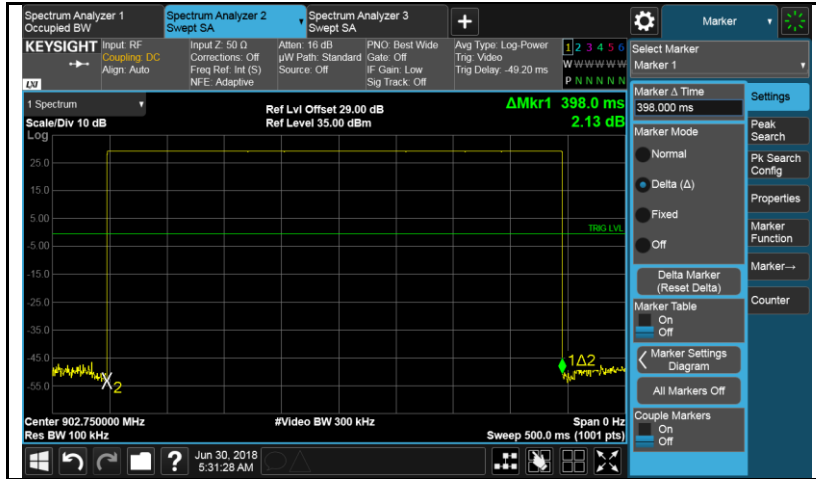 Spectrum Analyzer 1
Occupied BW
Spectrum Analyzer 2
Swept SA
Spectrum Analyzer 3
Swept SA
KEYSIGHT
LXI
Input: RF
Coupling: DC
Align: Auto
Input Z: 50 Ω
Corrections: Off
Freq Ref: Int (S)
NFE: Adaptive
Atten: 16 dB
µW Path: Standard
Source: Off
PNO: Best Wide
Gate: Off
IF Gain: Low
Sig Track: Off
Avg Type: Log-Power
Trig: Video
Trig Delay: -49.20 ms
1 2 3 4 5 6
W W W W W W
P N N N N N
1 Spectrum
Scale/Div 10 dB
Ref Lvl Offset 29.00 dB
Ref Level 35.00 dBm
ΔMkr1 398.0 ms
2.13 dB
Log
25.0
15.0
5.00
-5.00
-15.0
-25.0
-35.0
-45.0
-55.0
TRIG LVL
1Δ2
2
Center 902.750000 MHz
Res BW 100 kHz
#Video BW 300 kHz
Span 0 Hz
Sweep 500.0 ms (1001 pts)
?
Jun 30, 2018
5:31:28 AM
Marker
Select Marker
Marker 1
Marker Δ Time
398.000 ms
Marker Mode
Normal
Delta (Δ)
Fixed
Off
Delta Marker
(Reset Delta)
Marker Table
On
Off
Marker Settings
Diagram
All Markers Off
Couple Markers
On
Off
Settings
Peak
Search
Pk Search
Config
Properties
Marker
Function
Marker→
Counter